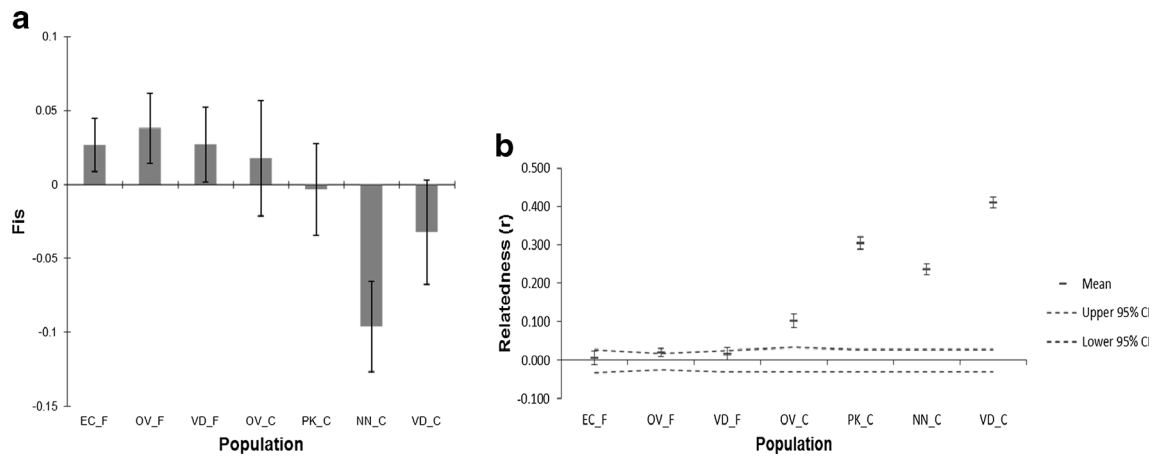 a
0.1
0.05
0
-0.05
-0.1
-0.15
Fis
EC_F OV_F VD_F OV_C PK_C NN_C VD_C
Population
b
0.500
0.400
0.300
0.200
0.100
0.000
-0.100
Relatedness (r)
EC_F OV_F VD_F OV_C PK_C NN_C VD_C
Population
Mean
Upper 95% CI
Lower 95% CI